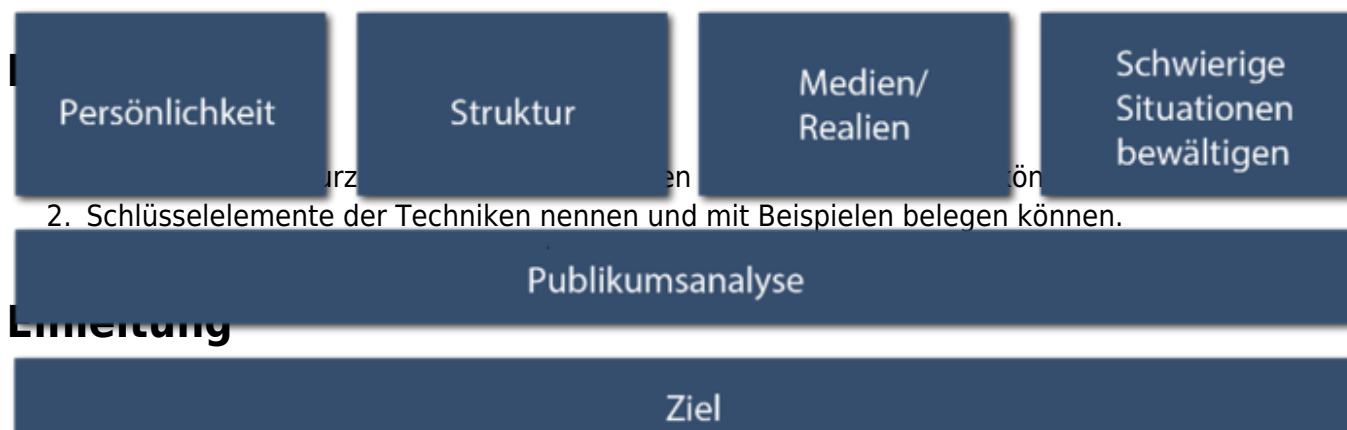 Persönlichkeit
Struktur
Medien/
Realien
Schwierige
Situationen
bewältigen
2. Schlüsselelemente der Techniken nennen und mit Beispielen belegen können.
Publikumsanalyse
Einleitung
Ziel